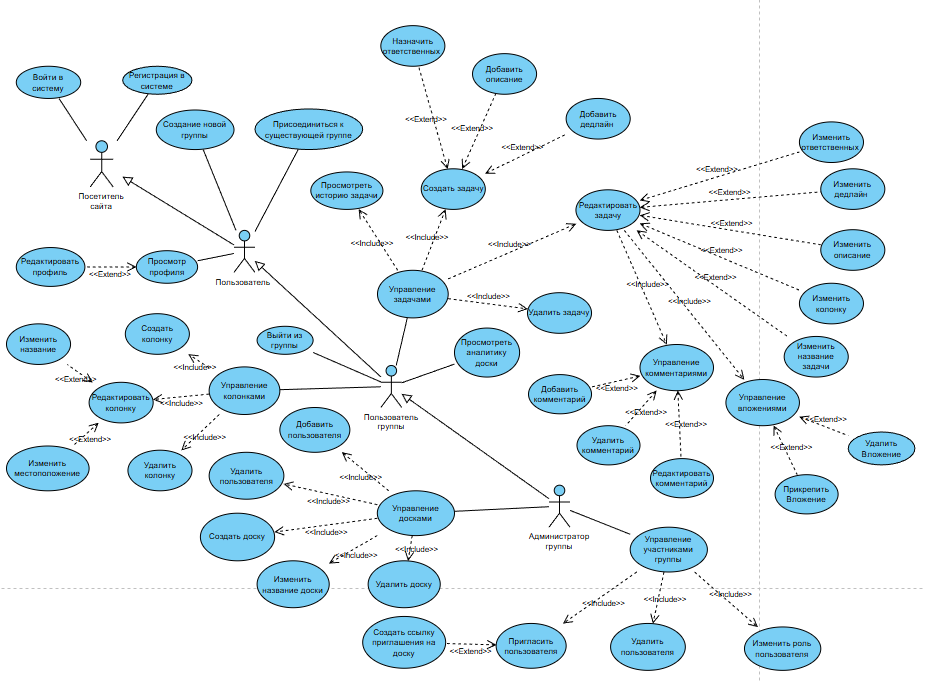 Назначить
ответственных
Добавить
описание
Войти в
систему
Регистрация в
системе
Добавить
дедлайн
<<Extend>>
<<Extend>>
<<Extend>>
Создание новой
группы
Присоединиться к
существующей группе
Изменить
ответственных
<<Extend>>
Просмотреть
историю задачи
Создать задачу
Изменить
дедлайн
<<Extend>>
Посетитель
сайта
Редактировать
задачу
<<Extend>>
<<Include>>
<<Include>>
<<Include>>
Изменить
описание
<<Extend>>
Редактировать
профиль
<<Extend>>
Просмотр
профиля
Пользователь
<<Extend>>
<<Include>>
<<Include>>
Управление
задачами
<<Include>>
Изменить
колонку
Удалить задачу
Создать
колонку
Изменить
название
Выйти из
группы
Просмотреть
аналитику
доски
Изменить
название
задачи
<<Include>>
<<Extend>>
Управление
комментариями
Управление
колонками
Редактировать
колонку
<<Include>>
Добавить
комментарий
<<Extend>>
Управление
вложениями
Пользователь
группы
<<Extend>>
<<Extend>>
<<Extend>>
Добавить
пользователя
<<Extend>>
<<Include>>
Удалить
комментарий
<<Extend>>
Удалить
Вложение
Изменить
местоположение
Удалить
колонку
Удалить
пользователя
<<Include>>
Редактировать
комментарий
Прикрепить
Вложение
<<Include>>
Управление
досками
Создать доску
<<Include>>
Администратор
группы
Управление
участниками
группы
<<Include>>
<<Include>>
Изменить
название доски
Удалить доску
<<Include>>
<<Include>>
<<Include>>
Создать ссылку
приглашения на
доску
<<Extend>>
Пригласить
пользователя
Удалить
пользователя
Изменить роль
пользователя